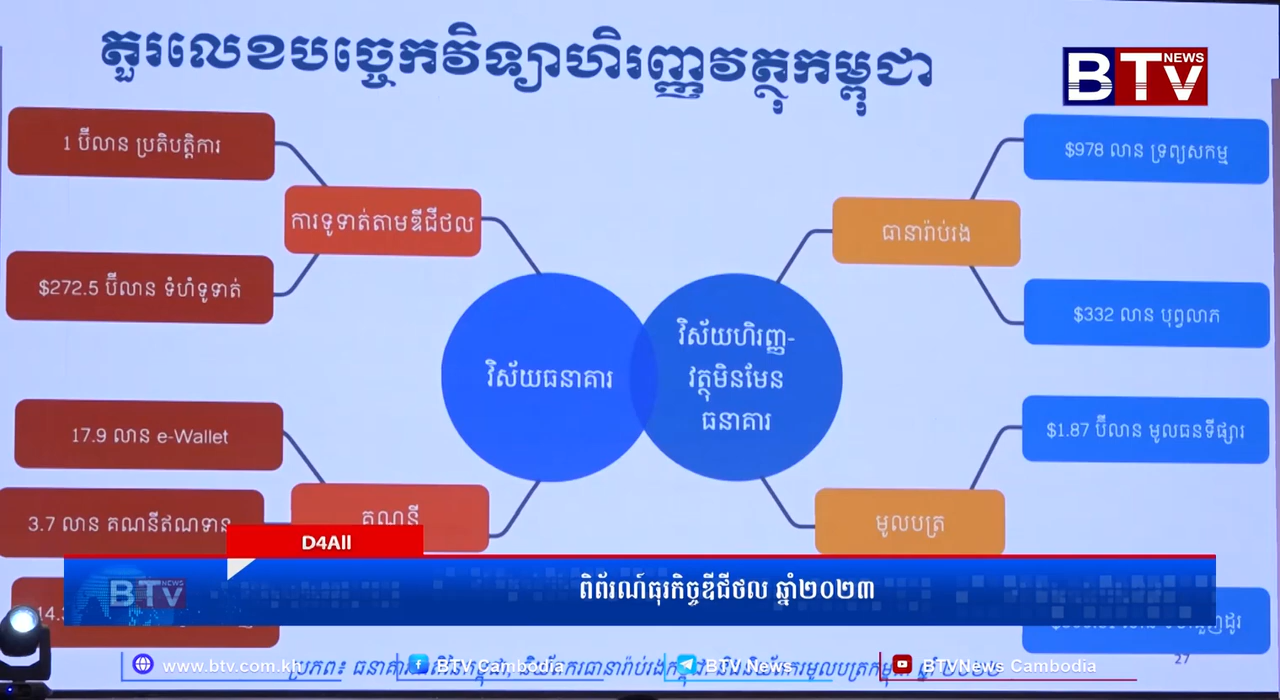 តួរលេខបច្ចេកវិទ្យាហិរញ្ញវត្ថុកម្ពុជា
BTV NEWS
1 ប៊ីលាន ប្រតិបត្តិការ
$978 លាន ទ្រព្យសកម្ម
ការទូទាត់តាមឌីជីថល
ធានារ៉ាប់រង
$272.5 ប៊ីលាន ទំហំទូទាត់
$332 លាន បុព្វលាភ
វិស័យធនាគារ
វិស័យហិរញ្ញ-
វត្ថុមិនមែន
ធនាគារ
17.9 លាន e-Wallet
$1.87 ប៊ីលាន មូលធនទីផ្សារ
3.7 លាន គណនីឥណទាន
គណនី
មូលបត្រ
D4All
BTV NEWS
ពិព័រណ៍ធុរកិច្ចឌីជីថល ឆ្នាំ២០២៣
www.btv.com.kh
BTV Cambodia
BTV News
BTVNews Cambodia
27